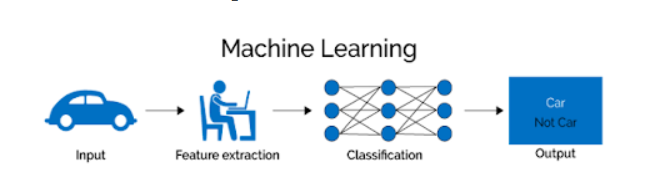 Machine Learning
Car
Not Car
Input
Feature extraction
Classification
Output